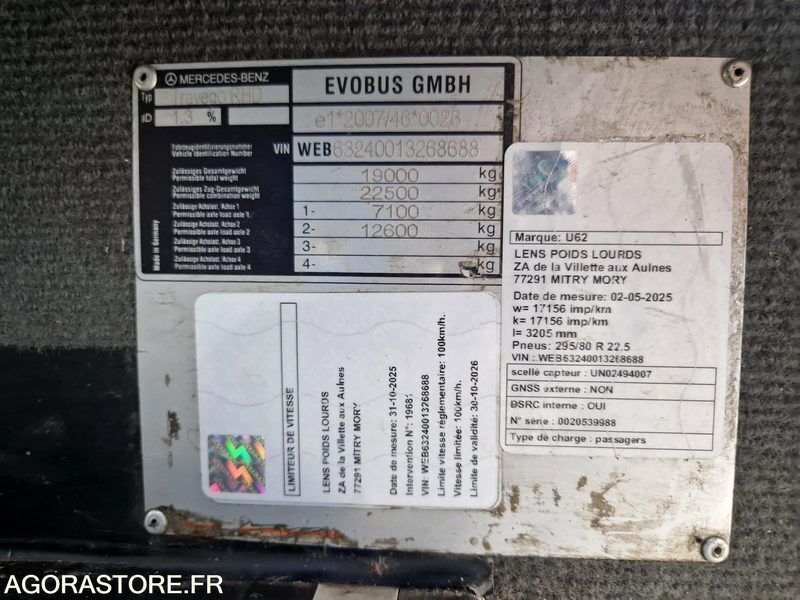 MERCEDES-BENZ
EVOBUS GMBH
Typ Travego RHD
1.3 %
e1*2007/46*0028
Fahrzeugidentifizierungsnummer
Vehicle Identification Number
VIN WEB63240013268688
Zulässiges Gesamtgewicht
Permissible total weight
19000 kg
Zulässiges Zug-Gesamtgewicht
Permissible combination weight
22500 kg
Zulässige Achslast /Achse 1
Permissible axle load axle 1
1- 7100 kg
Zulässige Achslast /Achse 2
Permissible axle load axle 2
2- 12600 kg
Zulässige Achslast /Achse 3
Permissible axle load axle 3
3- kg
Zulässige Achslast /Achse 4
Permissible axle load axle 4
4- kg
Made in Germany
Marque: U62
LENS POIDS LOURDS
ZA de la Villette aux Aulnes
77291 MITRY MORY
Date de mesure: 02-05-2025
w= 17156 imp/km
k= 17156 imp/km
l= 3205 mm
Pneus: 295/80 R 22.5
VIN : WEB63240013268688
scellé capteur : UN02494007
GNSS externe : NON
DSRC interne : OUI
N° série : 0020539988
Type de charge : passagers
LIMITEUR DE VITESSE
LENS POIDS LOURDS
ZA de la Villette aux Aulnes
77291 MITRY MORY
Date de mesure: 31-10-2025
Intervention N°: 19681
VIN: WEB63240013268688
Limite vitesse réglementaire: 100km/h.
Vitesse limitée: 100km/h.
Limite de validité: 30-10-2026
AGORASTORE.FR